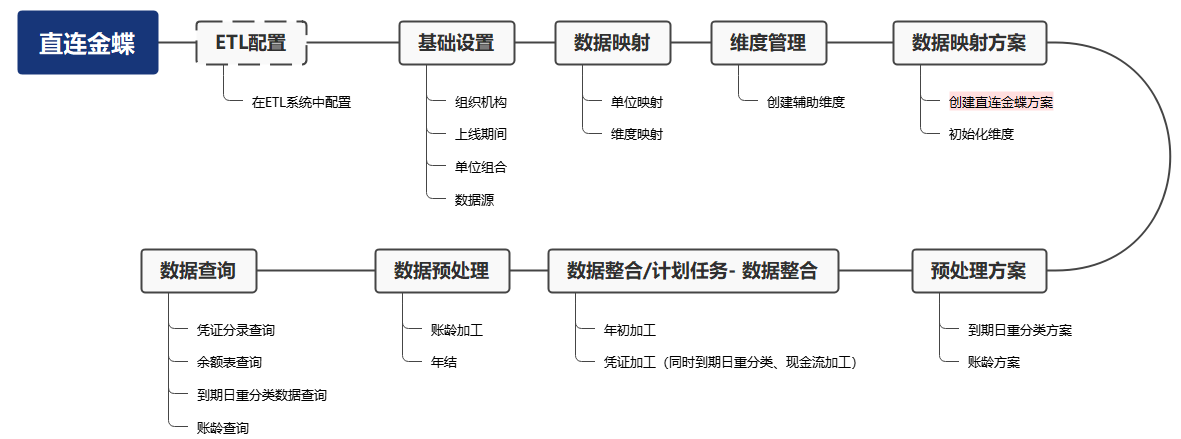 直连金蝶
ETL配置
在ETL系统中配置
基础设置
组织机构
上线期间
单位组合
数据源
数据映射
单位映射
维度映射
维度管理
创建辅助维度
数据映射方案
创建直连金蝶方案
初始化维度
预处理方案
到期日重分类方案
账龄方案
数据整合/计划任务- 数据整合
年初加工
凭证加工（同时到期日重分类、现金流加工）
数据预处理
账龄加工
年结
数据查询
凭证分录查询
余额表查询
到期日重分类数据查询
账龄查询